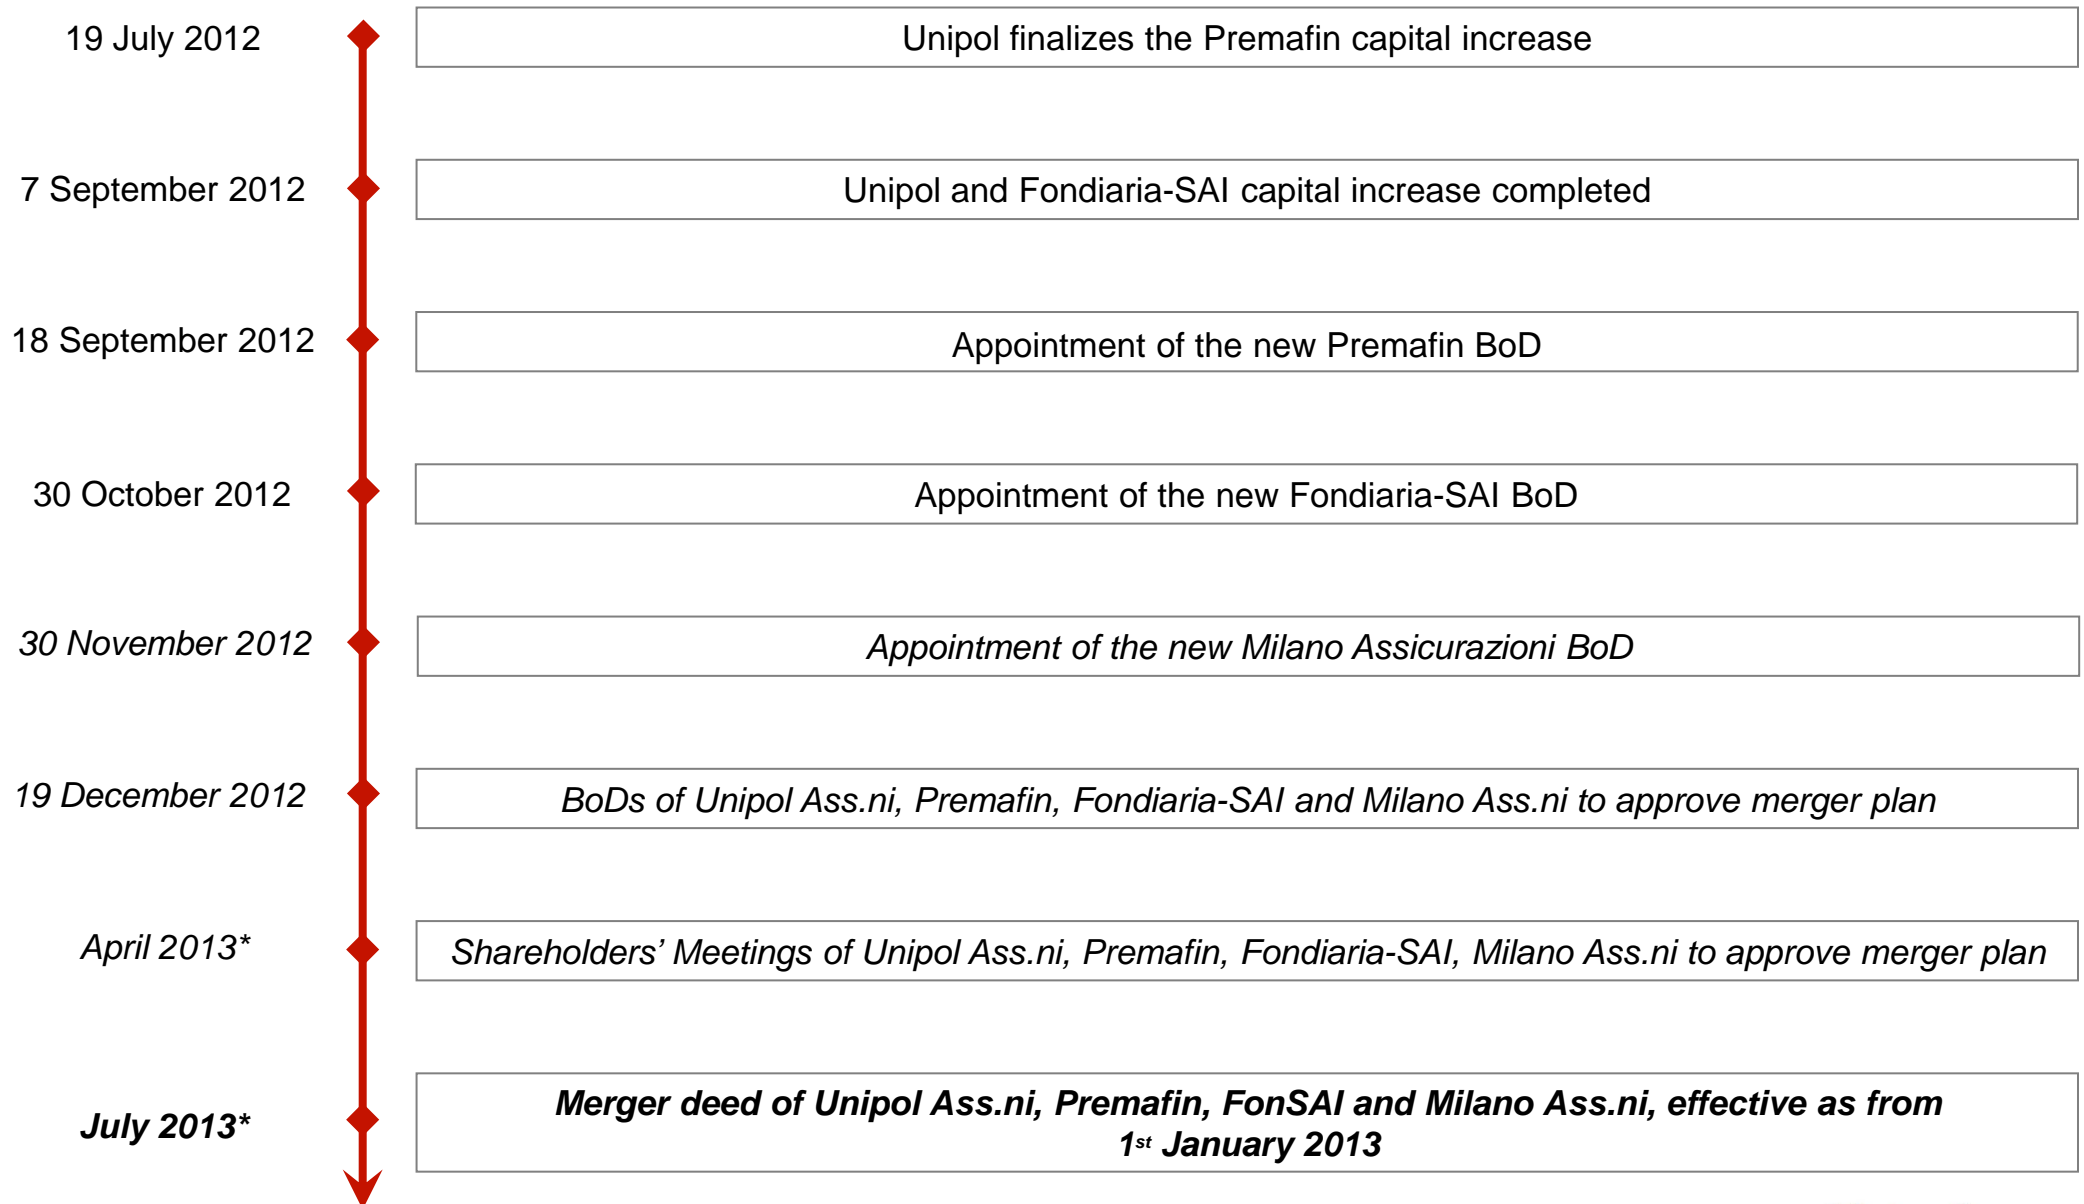 19 July 2012
Unipol finalizes the Premafin capital increase
7 September 2012
Unipol and Fondiaria-SAI capital increase completed
18 September 2012
Appointment of the new Premafin BoD
30 October 2012
Appointment of the new Fondiaria-SAI BoD
30 November 2012
Appointment of the new Milano Assicurazioni BoD
19 December 2012
BoDs of Unipol Ass.ni, Premafin, Fondiaria-SAI and Milano Ass.ni to approve merger plan
April 2013*
Shareholders’ Meetings of Unipol Ass.ni, Premafin, Fondiaria-SAI, Milano Ass.ni to approve merger plan
July 2013*
Merger deed of Unipol Ass.ni, Premafin, FonSAI and Milano Ass.ni, effective as from
1st January 2013